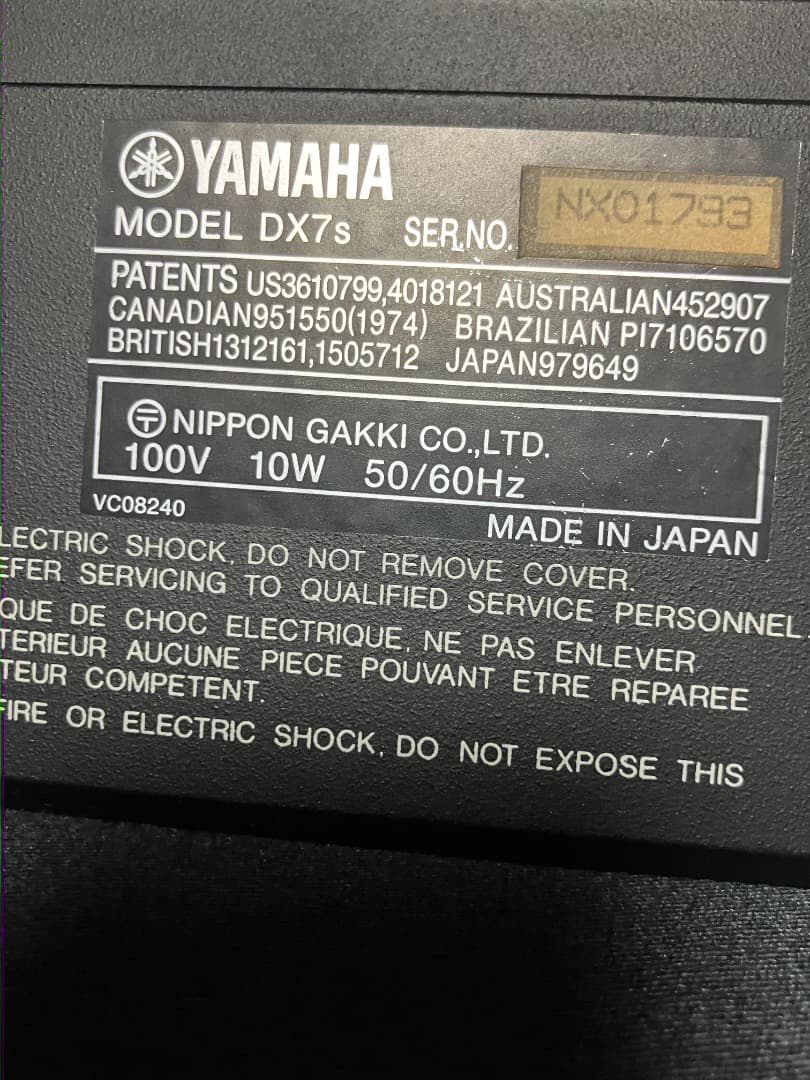 YAMAHA
MODEL DX7s SER.NO. NX01793
PATENTS US3610799,4018121 AUSTRALIAN452907
CANADIAN951550(1974) BRAZILIAN PI7106570
BRITISH1312161,1505712 JAPAN979649
〒 NIPPON GAKKI CO.,LTD.
100V 10W 50/60Hz
VC08240
MADE IN JAPAN
LECTRIC SHOCK, DO NOT REMOVE COVER.
EFER SERVICING TO QUALIFIED SERVICE PERSONNEL
QUE DE CHOC ELECTRIQUE, NE PAS ENLEVER
TERIEUR AUCUNE PIECE POUVANT ETRE REPAREE
TEUR COMPETENT.
FIRE OR ELECTRIC SHOCK, DO NOT EXPOSE THIS